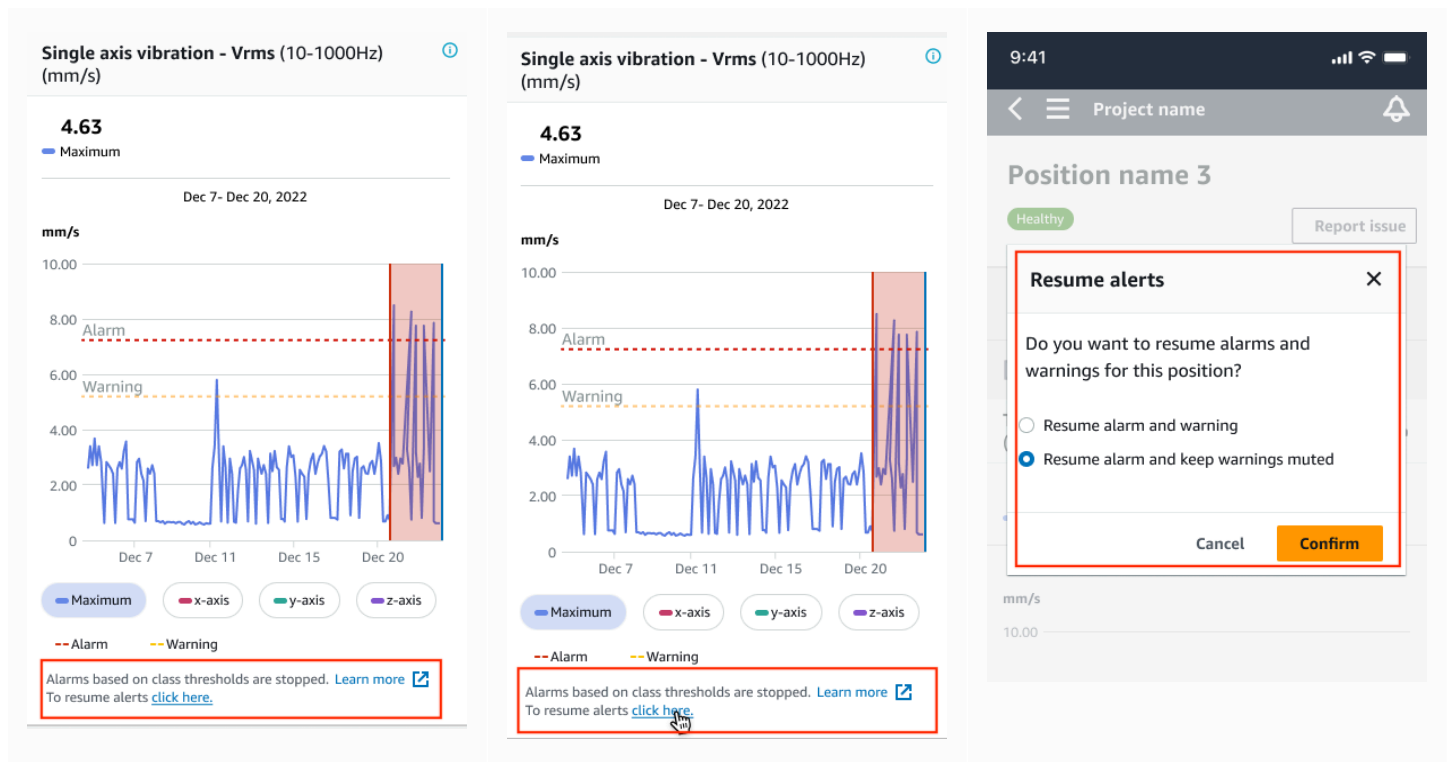 Single axis vibration - Vrms (10-1000Hz)
(mm/s)
4.63
Maximum
Dec 7- Dec 20, 2022
mm/s
10.00
8.00
Alarm
6.00
Warning
4.00
2.00
0
Dec 7 Dec 11 Dec 15 Dec 20
Maximum x-axis y-axis z-axis
Alarm Warning
Alarms based on class thresholds are stopped. Learn more
To resume alerts click here.
Single axis vibration - Vrms (10-1000Hz)
(mm/s)
4.63
Maximum
Dec 7- Dec 20, 2022
mm/s
10.00
8.00
Alarm
6.00
Warning
4.00
2.00
0
Dec 7 Dec 11 Dec 15 Dec 20
Maximum x-axis y-axis z-axis
Alarm Warning
Alarms based on class thresholds are stopped. Learn more
To resume alerts click here.
9:41
Project name
Position name 3
Healthy
Report issue
Resume alerts
Do you want to resume alarms and
warnings for this position?
Resume alarm and warning
Resume alarm and keep warnings muted
Cancel Confirm
mm/s
10.00